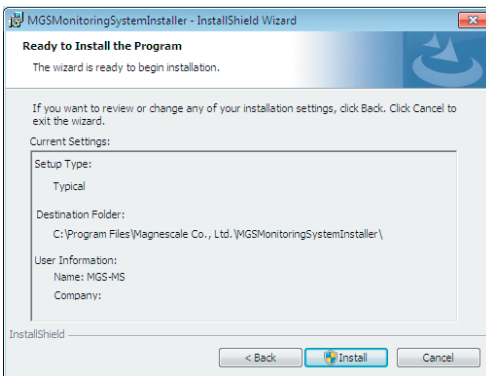 MGSMonitoringSystemInstaller - InstallShield Wizard
Ready to Install the Program
The wizard is ready to begin installation.
If you want to review or change any of your installation settings, click Back. Click Cancel to
exit the wizard.
Current Settings:
Setup Type:
Typical
Destination Folder:
C:\Program Files\Magnescale Co., Ltd.\MGSMonitoringSystemInstaller\
User Information:
Name: MGS-MS
Company:
InstallShield
< Back Install Cancel